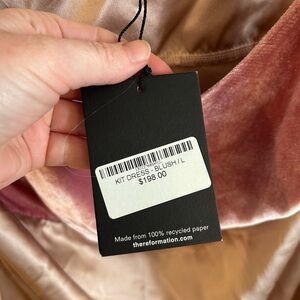 KIT DRESS - BLUSH / L
$198.00
Made from 100% recycled paper
thereformation.com